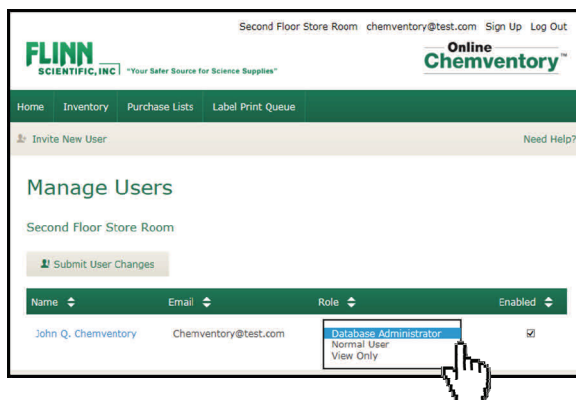 Second Floor Store Room chemventory@test.com Sign Up Log Out
FLINN
SCIENTIFIC, INC
"Your Safer Source for Science Supplies"
Online
Chemventory™
Home Inventory Purchase Lists Label Print Queue
Invite New User Need Help?
Manage Users
Second Floor Store Room
Submit User Changes
Name Email Role Enabled
John Q. Chemventory Chemventory@test.com Database Administrator
Normal User
View Only